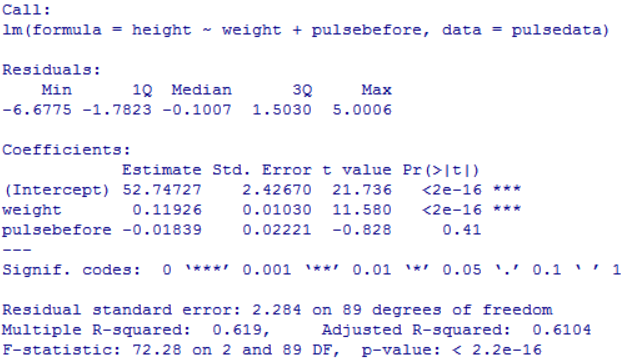 Call:
lm(formula = height ~ weight + pulsebefore, data = pulsedata)
Residuals:
    Min      1Q  Median      3Q     Max
-6.6775 -1.7823 -0.1007  1.5030  5.0006
Coefficients:
            Estimate Std. Error t value Pr(>|t|)
(Intercept) 52.74727    2.42670  21.736   <2e-16 ***
weight       0.11926    0.01030  11.580   <2e-16 ***
pulsebefore -0.01839    0.02221  -0.828     0.41
---
Signif. codes:  0 ‘***’ 0.001 ‘**’ 0.01 ‘*’ 0.05 ‘.’ 0.1 ‘ ’ 1
Residual standard error: 2.284 on 89 degrees of freedom
Multiple R-squared:  0.619,     Adjusted R-squared:  0.6104
F-statistic: 72.28 on 2 and 89 DF,  p-value: < 2.2e-16